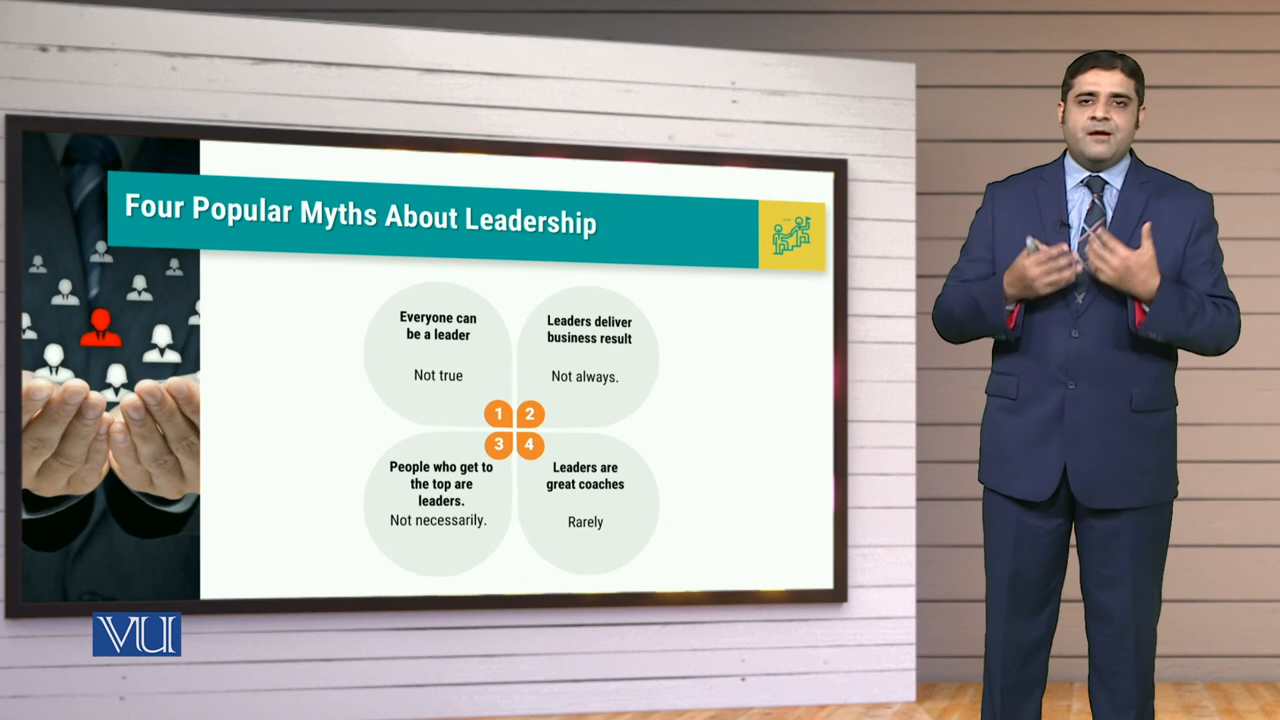 Four Popular Myths About Leadership
Everyone can
be a leader
Not true
1
Leaders deliver
business result
Not always.
2
3
People who get to
the top are
leaders.
Not necessarily.
4
Leaders are
great coaches
Rarely
VU